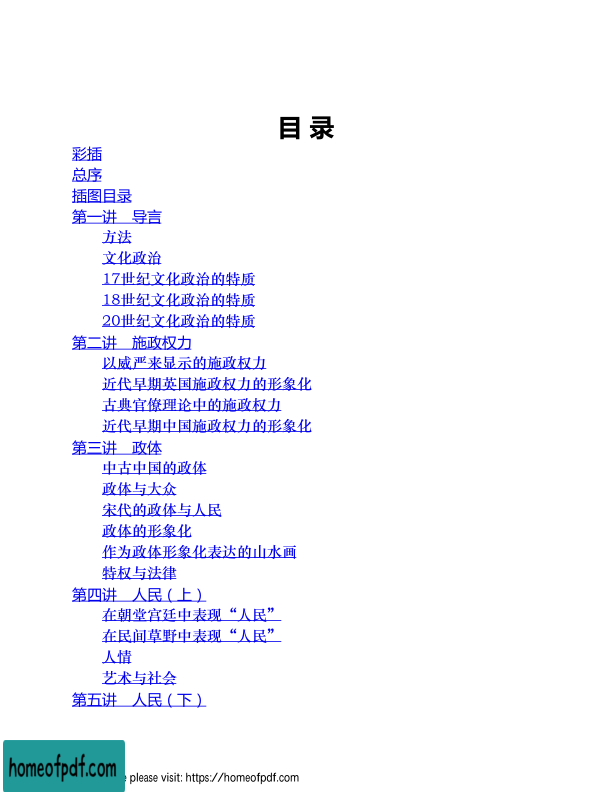 目 录
彩插
总序
插图目录
第一讲　导言
方法
文化政治
17世纪文化政治的特质
18世纪文化政治的特质
20世纪文化政治的特质
第二讲　施政权力
以威严来显示的施政权力
近代早期英国施政权力的形象化
古典官僚理论中的施政权力
近代早期中国施政权力的形象化
第三讲　政体
中古中国的政体
政体与大众
宋代的政体与人民
政体的形象化
作为政体形象化表达的山水画
特权与法律
第四讲　人民（上）
在朝堂宫廷中表现“人民”
在民间草野中表现“人民”
人情
艺术与社会
第五讲　人民（下）
homeofpdf.com
please visit: https://homeofpdf.com